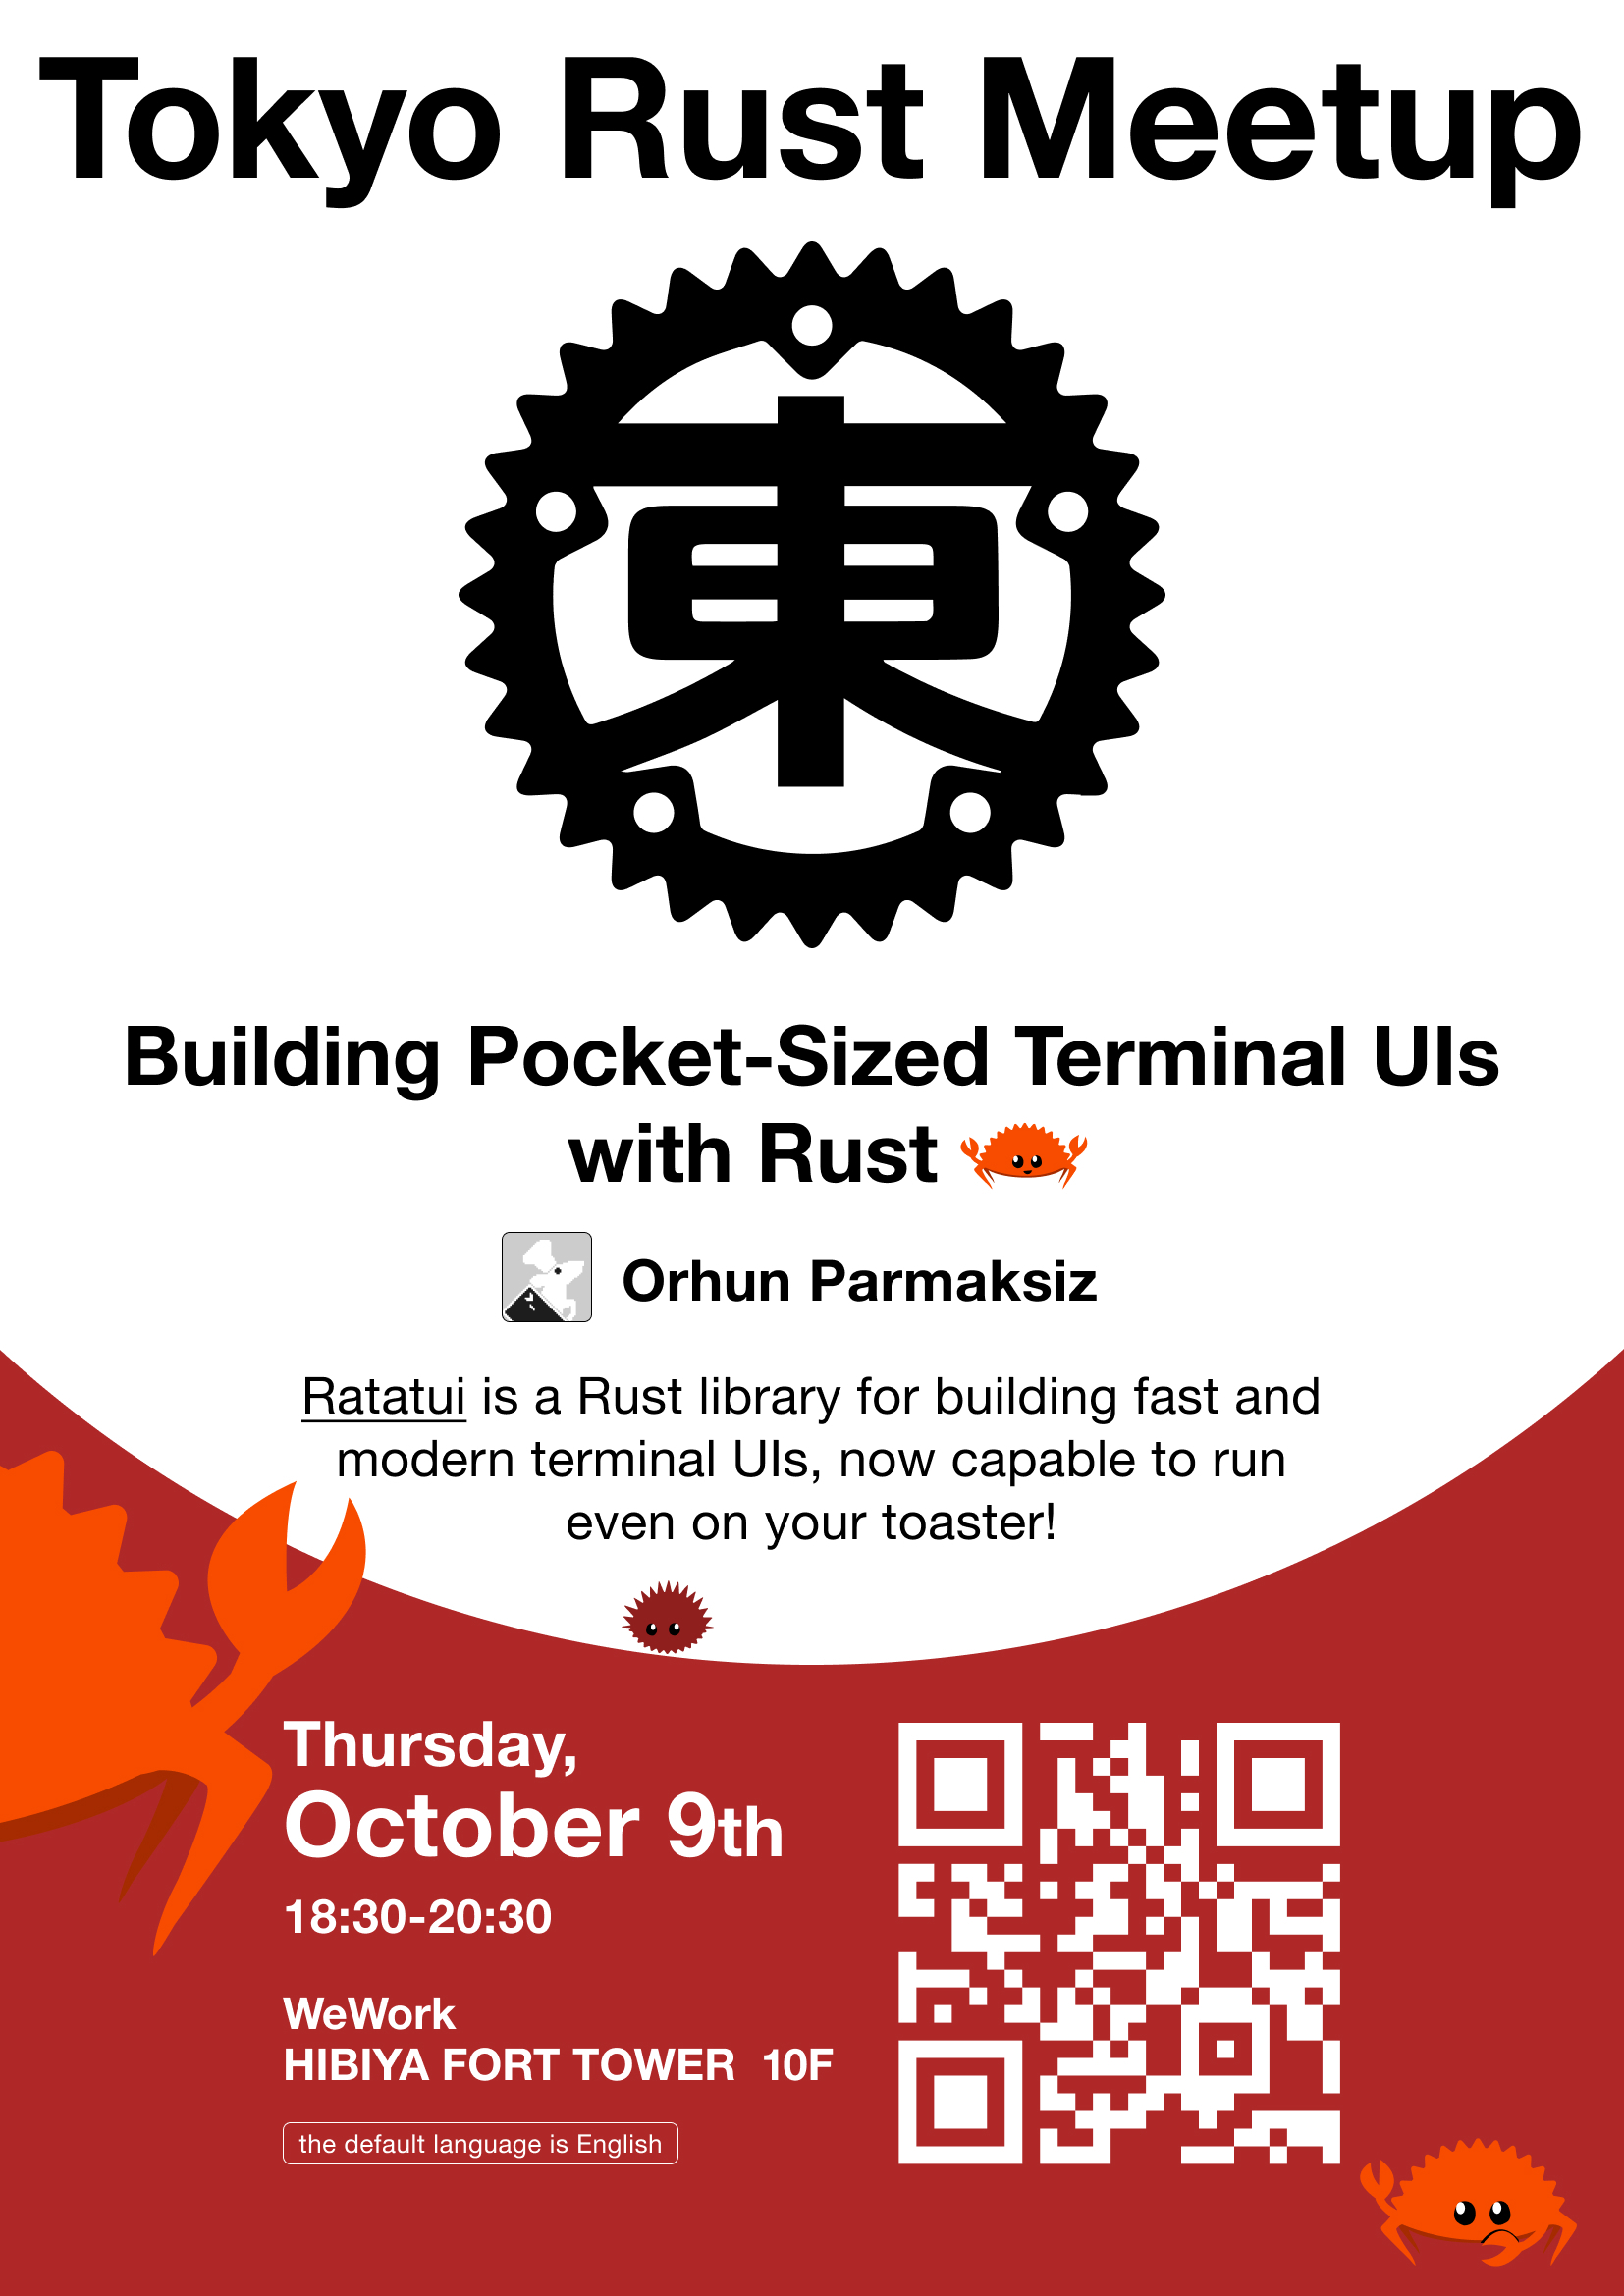 Tokyo Rust Meetup
東
Building Pocket-Sized Terminal UIs
with Rust
Orhun Parmaksiz
Ratatui is a Rust library for building fast and
modern terminal UIs, now capable to run
even on your toaster!
Thursday,
October 9th
18:30-20:30
WeWork
HIBIYA FORT TOWER 10F
the default language is English